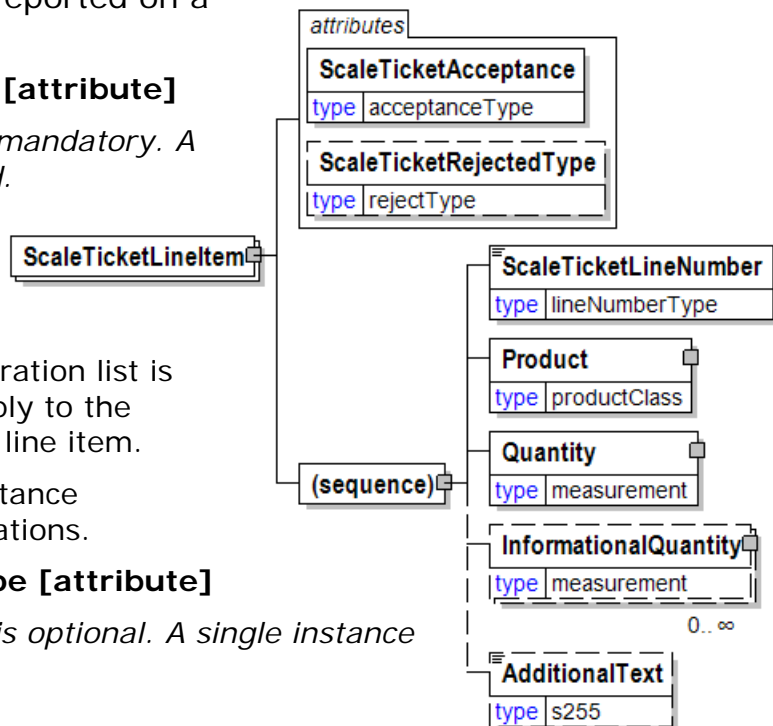 eported on a
[attribute]
mandatory. A
d.
ration list is
ply to the
line item.
tance
ations.
pe [attribute]
is optional. A single instance
attributes
ScaleTicketAcceptance
type acceptanceType
ScaleTicketRejectedType
type rejectType
ScaleTicketLineItem
(sequence)
ScaleTicketLineNumber
type lineNumberType
Product
type productClass
Quantity
type measurement
InformationalQuantity
type measurement
0..∞
AdditionalText
type s255